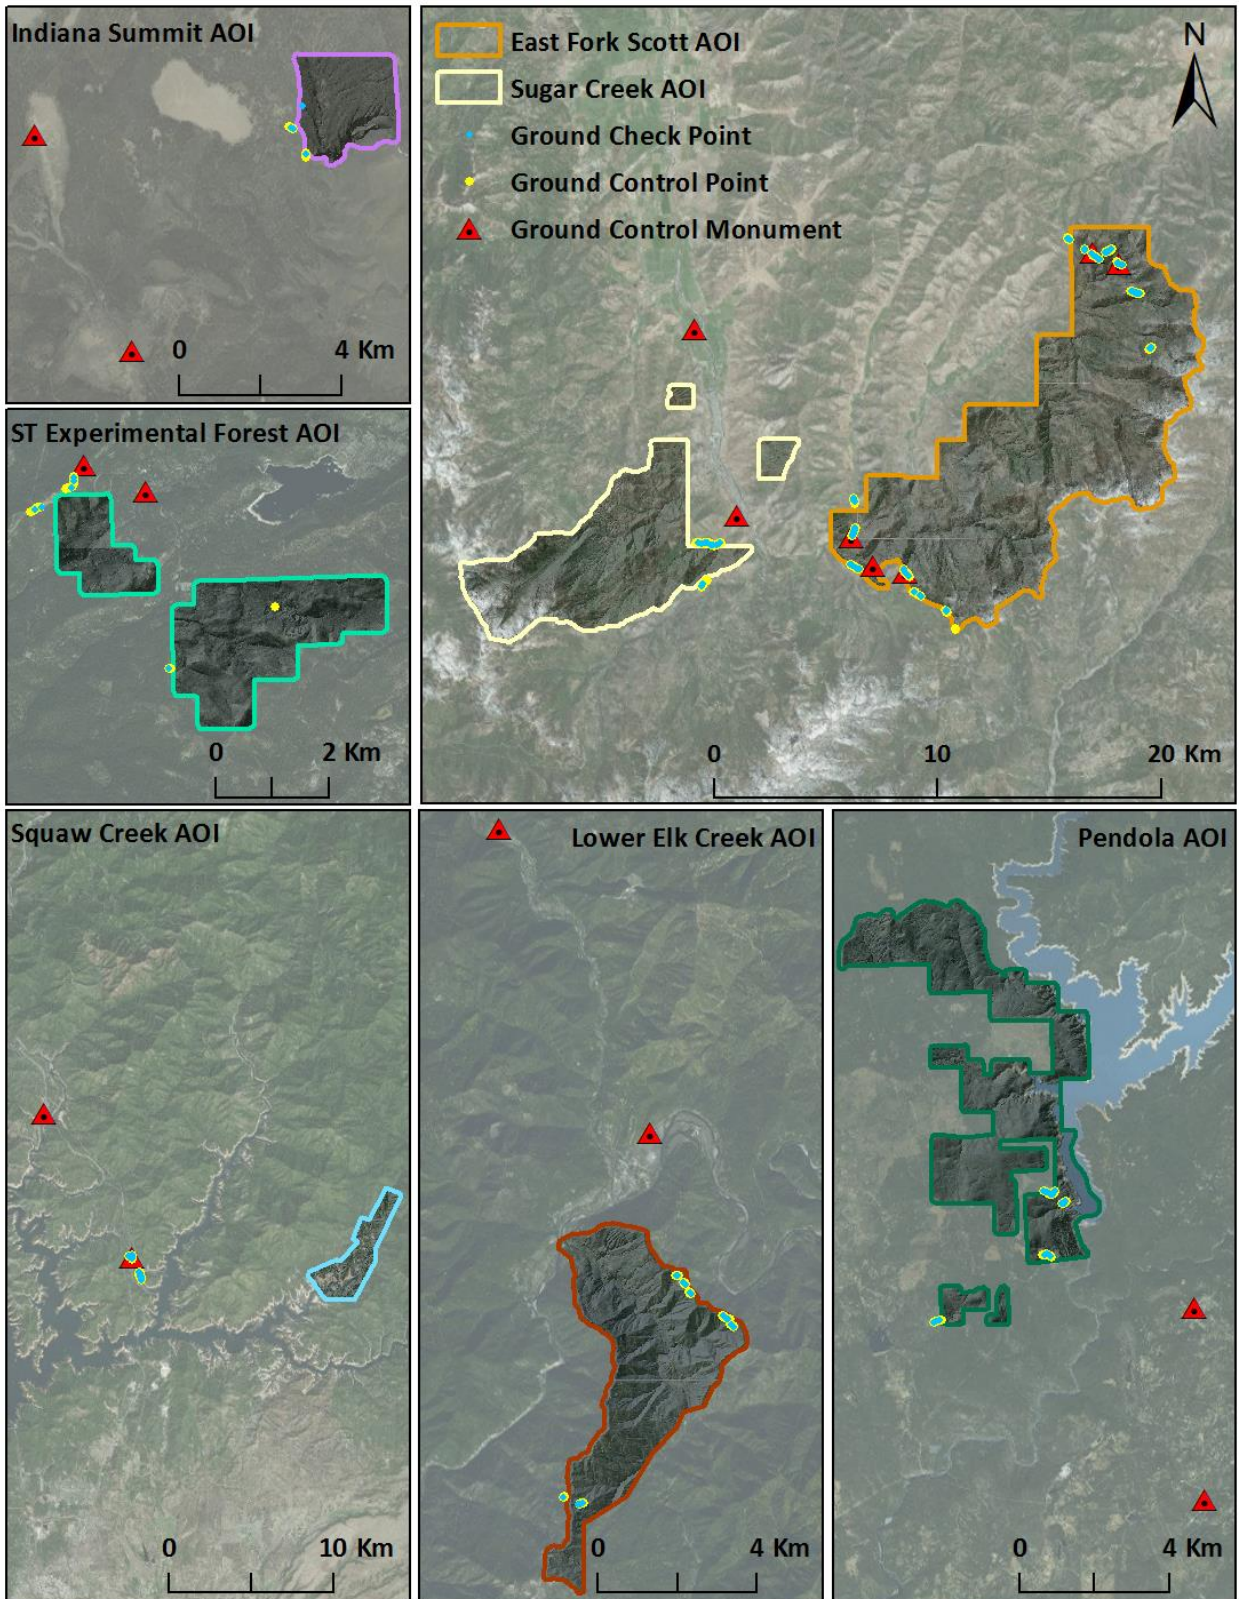 Indiana Summit AOI
0 4 Km
East Fork Scott AOI
Sugar Creek AOI
Ground Check Point
Ground Control Point
Ground Control Monument
N
0 10 20 Km
ST Experimental Forest AOI
0 2 Km
Squaw Creek AOI
0 10 Km
Lower Elk Creek AOI
0 4 Km
Pendola AOI
0 4 Km